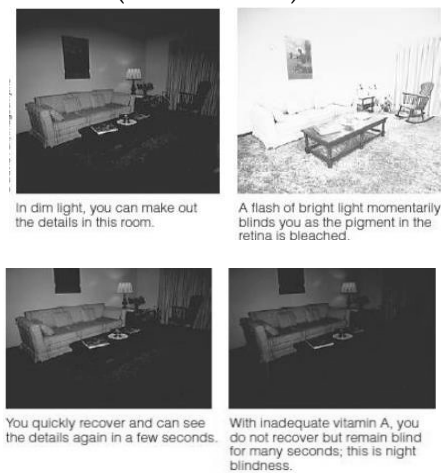 In dim light, you can make out
the details in this room.
A flash of bright light momentarily
blinds you as the pigment in the
retina is bleached.
You quickly recover and can see
the details again in a few seconds.
With inadequate vitamin A, you
do not recover but remain blind
for many seconds; this is night
blindness.